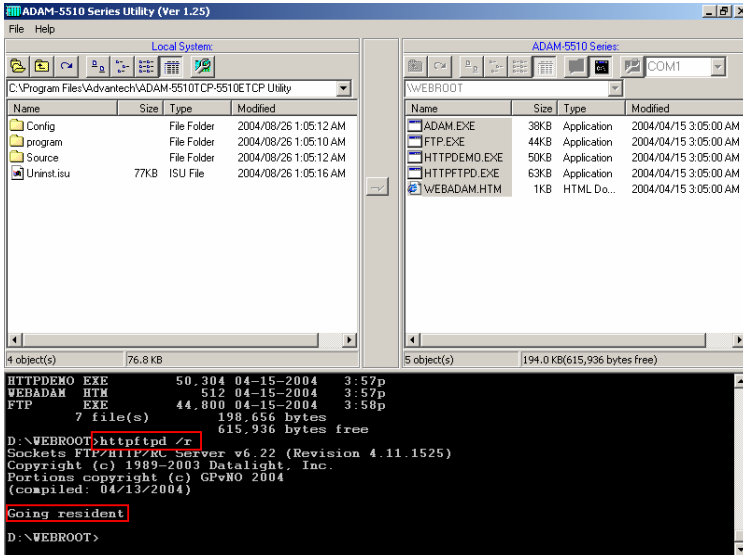 ADAM-5510 Series Utility (Ver 1.25)
File Help
Local System:
ADAM-5510 Series:
COM1
C:\Program Files\Advantech\ADAM-5510TCP-5510ETCP Utility
\WEBROOT
Name Size Type Modified
Config File Folder 2004/08/26 1:05:12 AM
program File Folder 2004/08/26 1:05:10 AM
Source File Folder 2004/08/26 1:05:12 AM
Uninst.isu 77KB ISU File 2004/08/26 1:05:16 AM
Name Size Type Modified
ADAM.EXE 38KB Application 2004/04/15 3:05:00 AM
FTP.EXE 44KB Application 2004/04/15 3:05:00 AM
HTTPDEMO.EXE 50KB Application 2004/04/15 3:05:00 AM
HTTPFTPD.EXE 63KB Application 2004/04/15 3:05:00 AM
WEBADAM.HTM 1KB HTML Do... 2004/04/15 3:05:00 AM
4 object(s) 76.8 KB
5 object(s) 194.0 KB(615,936 bytes free)
HTTPDEMO EXE 50,304 04-15-2004 3:57p
WEBADAM HTM 512 04-15-2004 3:57p
FTP EXE 44,800 04-15-2004 3:58p
7 file(s) 198,656 bytes
615,936 bytes free
D:\WEBROOT>httpftpd /r
Sockets FTP/HTTP/RC Server v6.22 (Revision 4.11.1525)
Copyright (c) 1989-2003 Datalight, Inc.
Portions copyright (c) GPvNO 2004
(compiled: 04/13/2004)
Going resident
D:\WEBROOT>